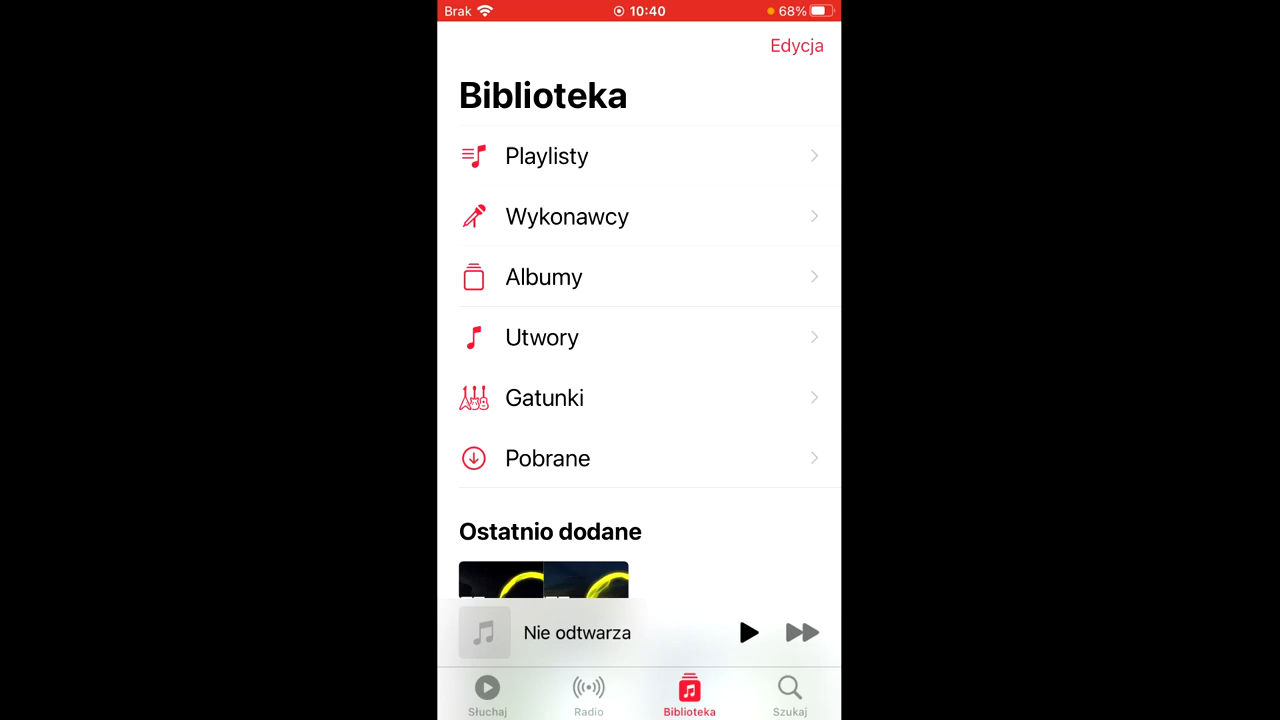 Brak 10:40 68%
Edycja
Biblioteka
Playlisty
Wykonawcy
Albumy
Utwory
Gatunki
Pobrane
Ostatnio dodane
Nie odtwarza
Słuchaj Radio Biblioteka Szukaj